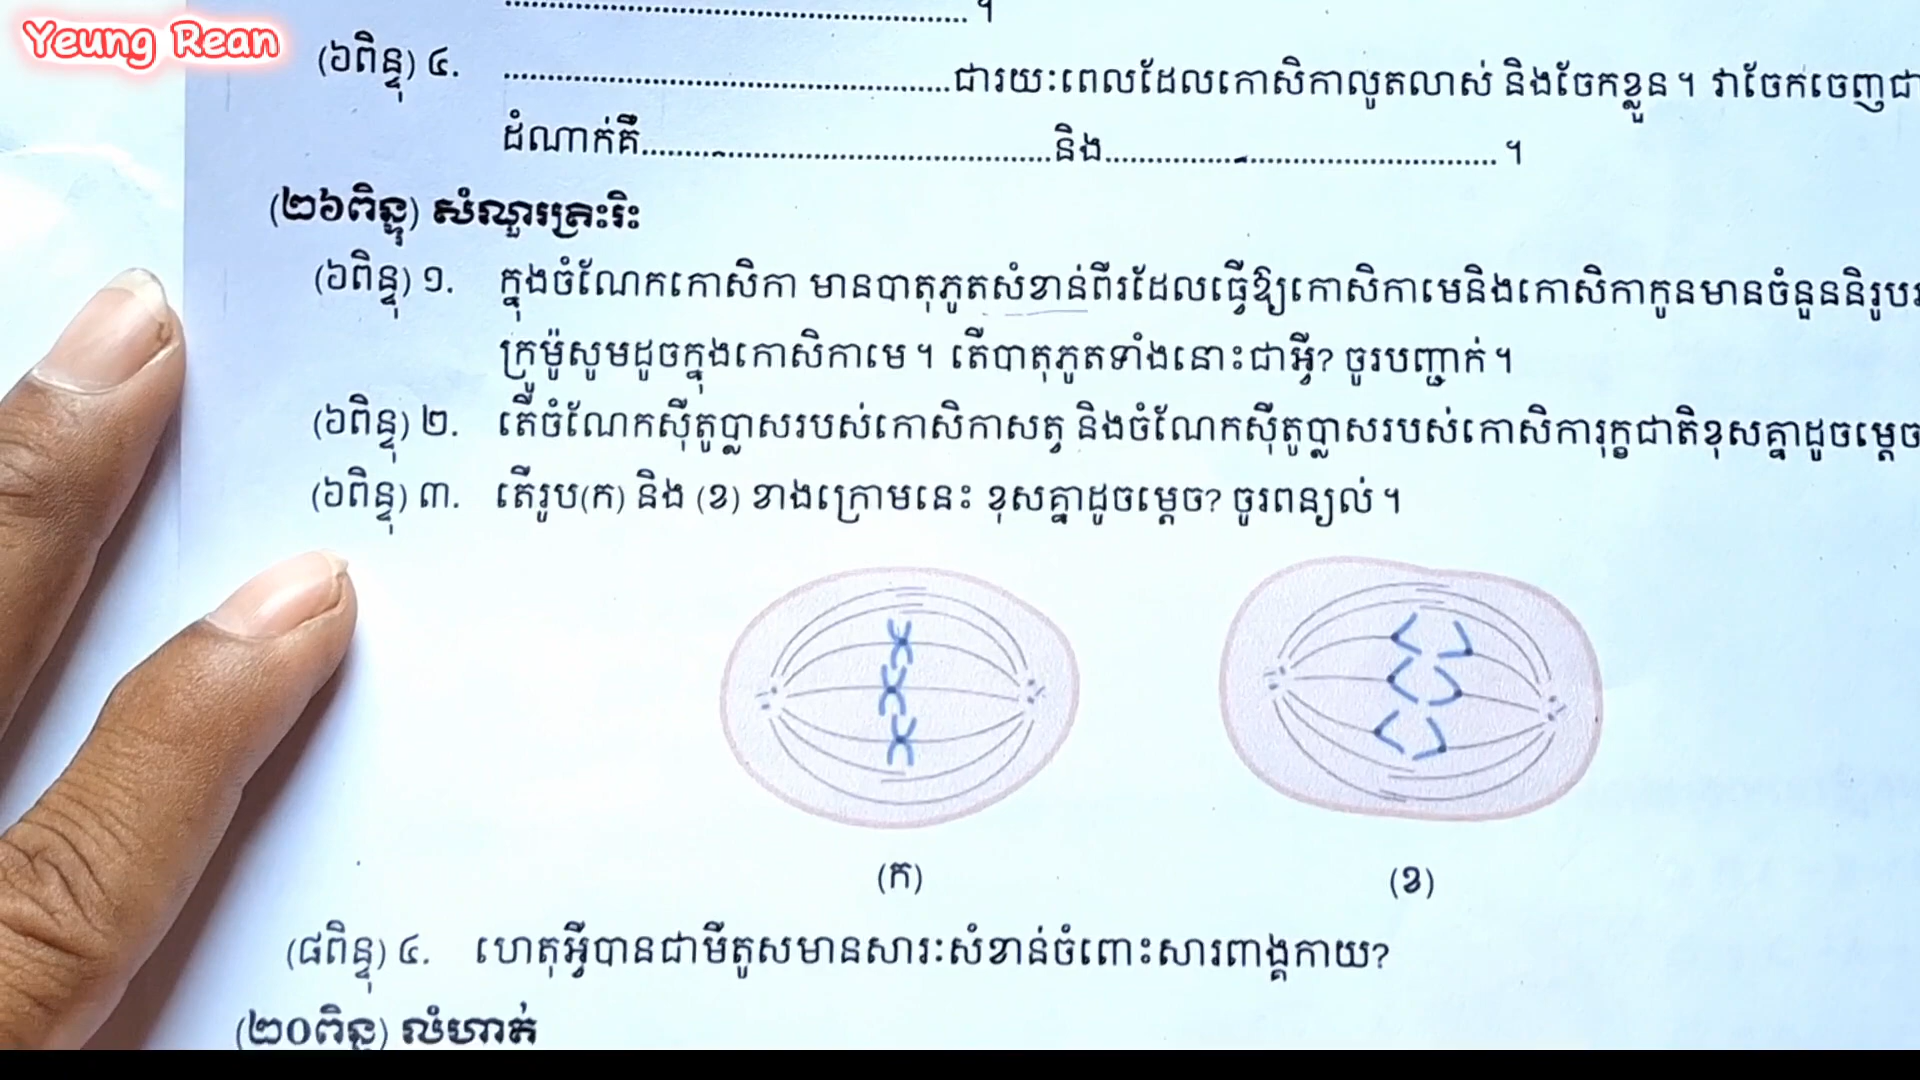 Yeung Rean
........................................ ។
(៦ពិន្ទុ) ៤. ........................................ជារយៈពេលដែលកោសិកាលូតលាស់ និងចែកខ្លួន។ វាចែកចេញជា
ដំណាក់គឺ........................................និង........................................។
(២៦ពិន្ទុ) សំណួរត្រិះរិះ
(៦ពិន្ទុ) ១. ក្នុងចំណែកកោសិកា មានបាតុភូតសំខាន់ពីរដែលធ្វើឱ្យកោសិកាមេនិងកោសិកាកូនមានចំនួននិរូបរ
ក្រូម៉ូសូមដូចក្នុងកោសិកាមេ។ តើបាតុភូតទាំងនោះជាអ្វី? ចូរបញ្ជាក់។
(៦ពិន្ទុ) ២. តើចំណែកស៊ីតូប្លាសរបស់កោសិកាសត្វ និងចំណែកស៊ីតូប្លាសរបស់កោសិការុក្ខជាតិខុសគ្នាដូចម្ដេច
(៦ពិន្ទុ) ៣. តើរូប(ក) និង (ខ) ខាងក្រោមនេះ ខុសគ្នាដូចម្ដេច? ចូរពន្យល់។
(ក) (ខ)
(៨ពិន្ទុ) ៤. ហេតុអ្វីបានជាមីតូសមានសារៈសំខាន់ចំពោះសារពាង្គកាយ?
(២០ពិន្ទុ) លំហាត់